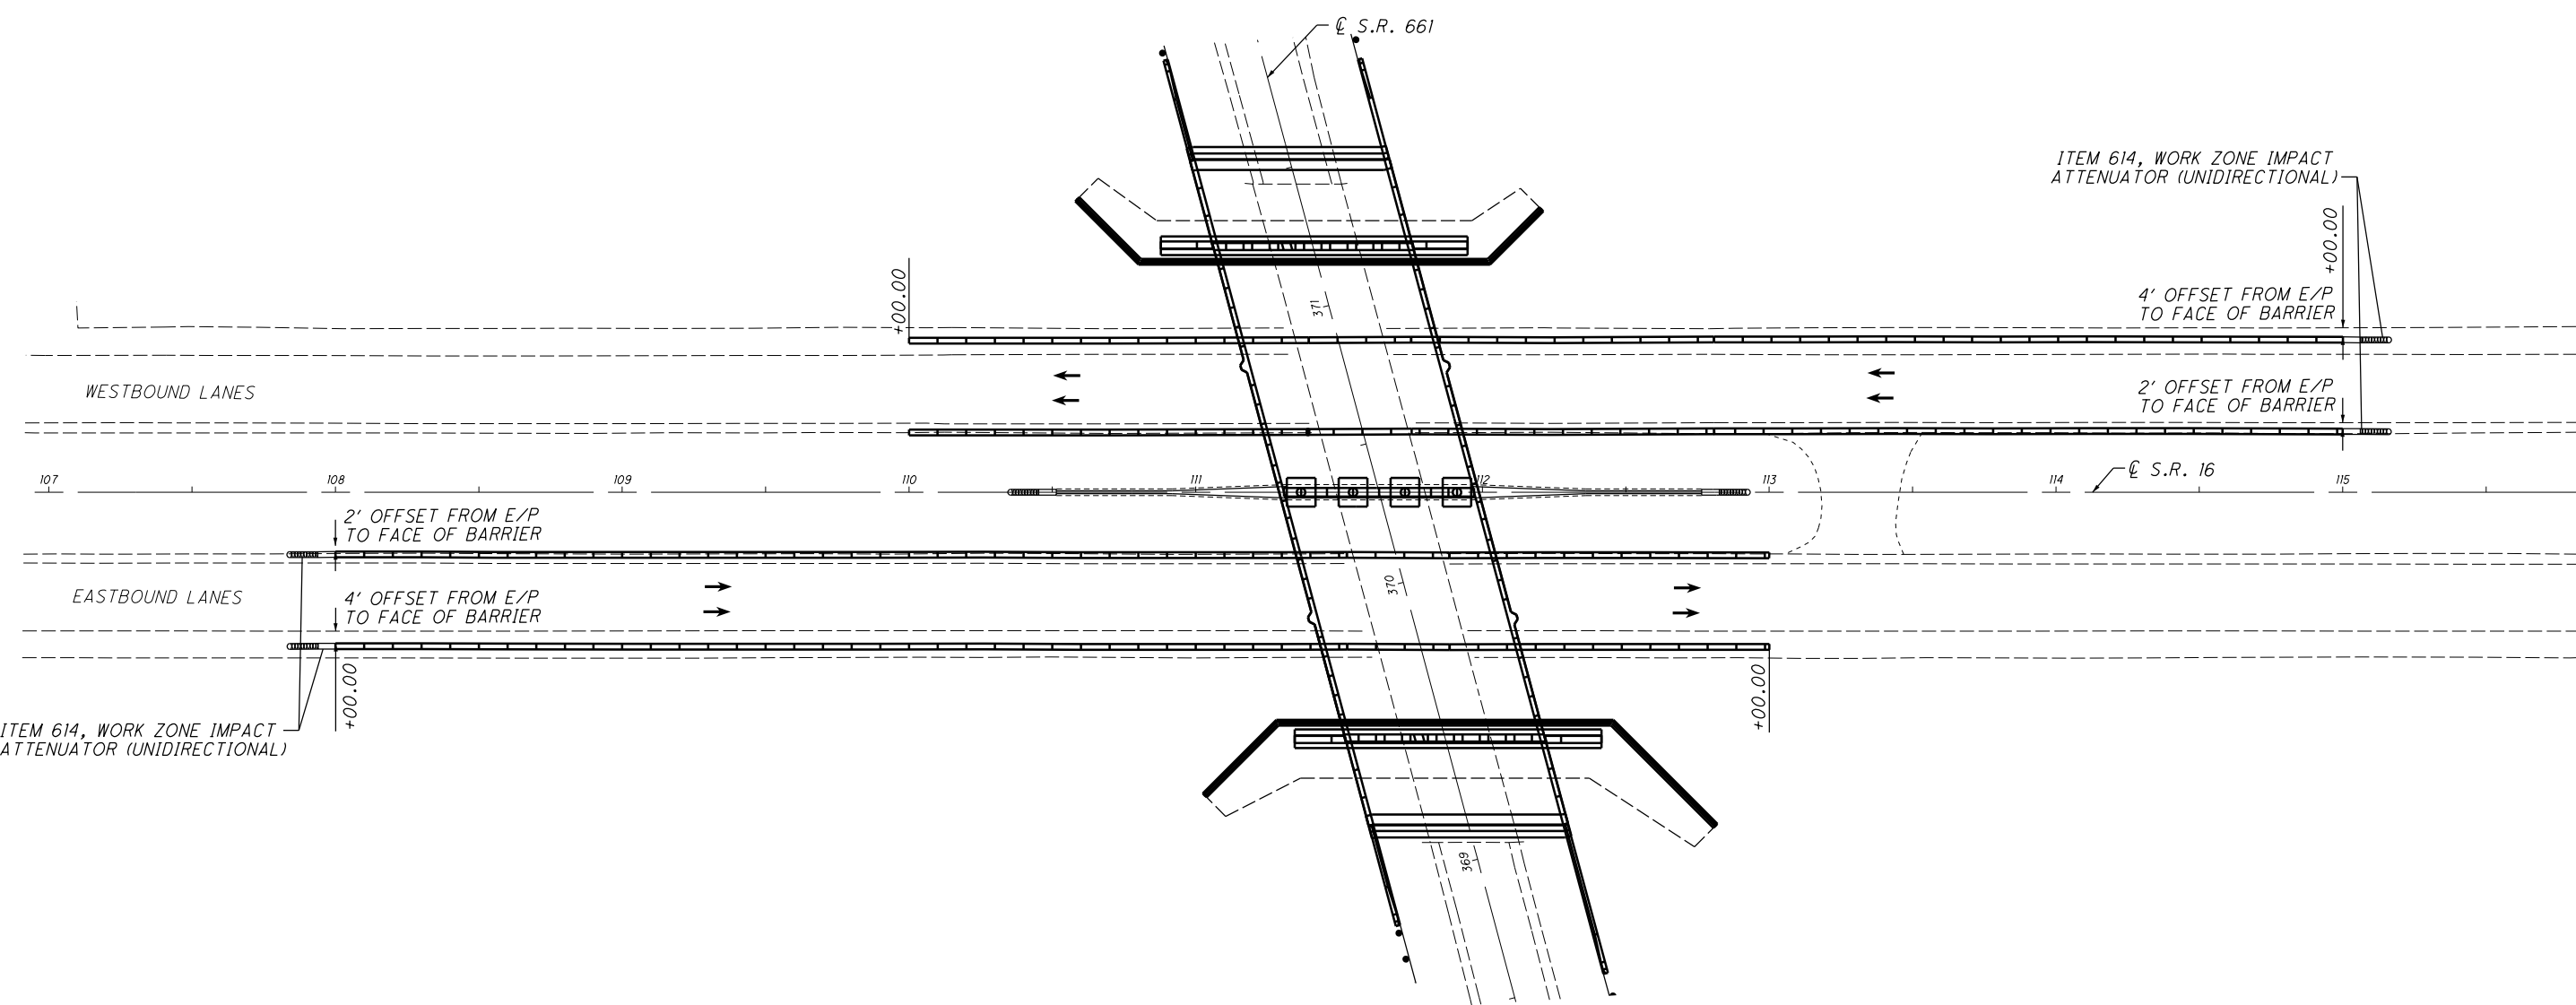 ℄ S.R. 661
ITEM 614, WORK ZONE IMPACT
ATTENUATOR (UNIDIRECTIONAL)
+00.00
+00.00
4' OFFSET FROM E/P
TO FACE OF BARRIER
371
WESTBOUND LANES
2' OFFSET FROM E/P
TO FACE OF BARRIER
℄ S.R. 16
107
108
109
110
111
112
113
114
115
2' OFFSET FROM E/P
TO FACE OF BARRIER
370
EASTBOUND LANES
4' OFFSET FROM E/P
TO FACE OF BARRIER
+00.00
+00.00
ITEM 614, WORK ZONE IMPACT
ATTENUATOR (UNIDIRECTIONAL)
369